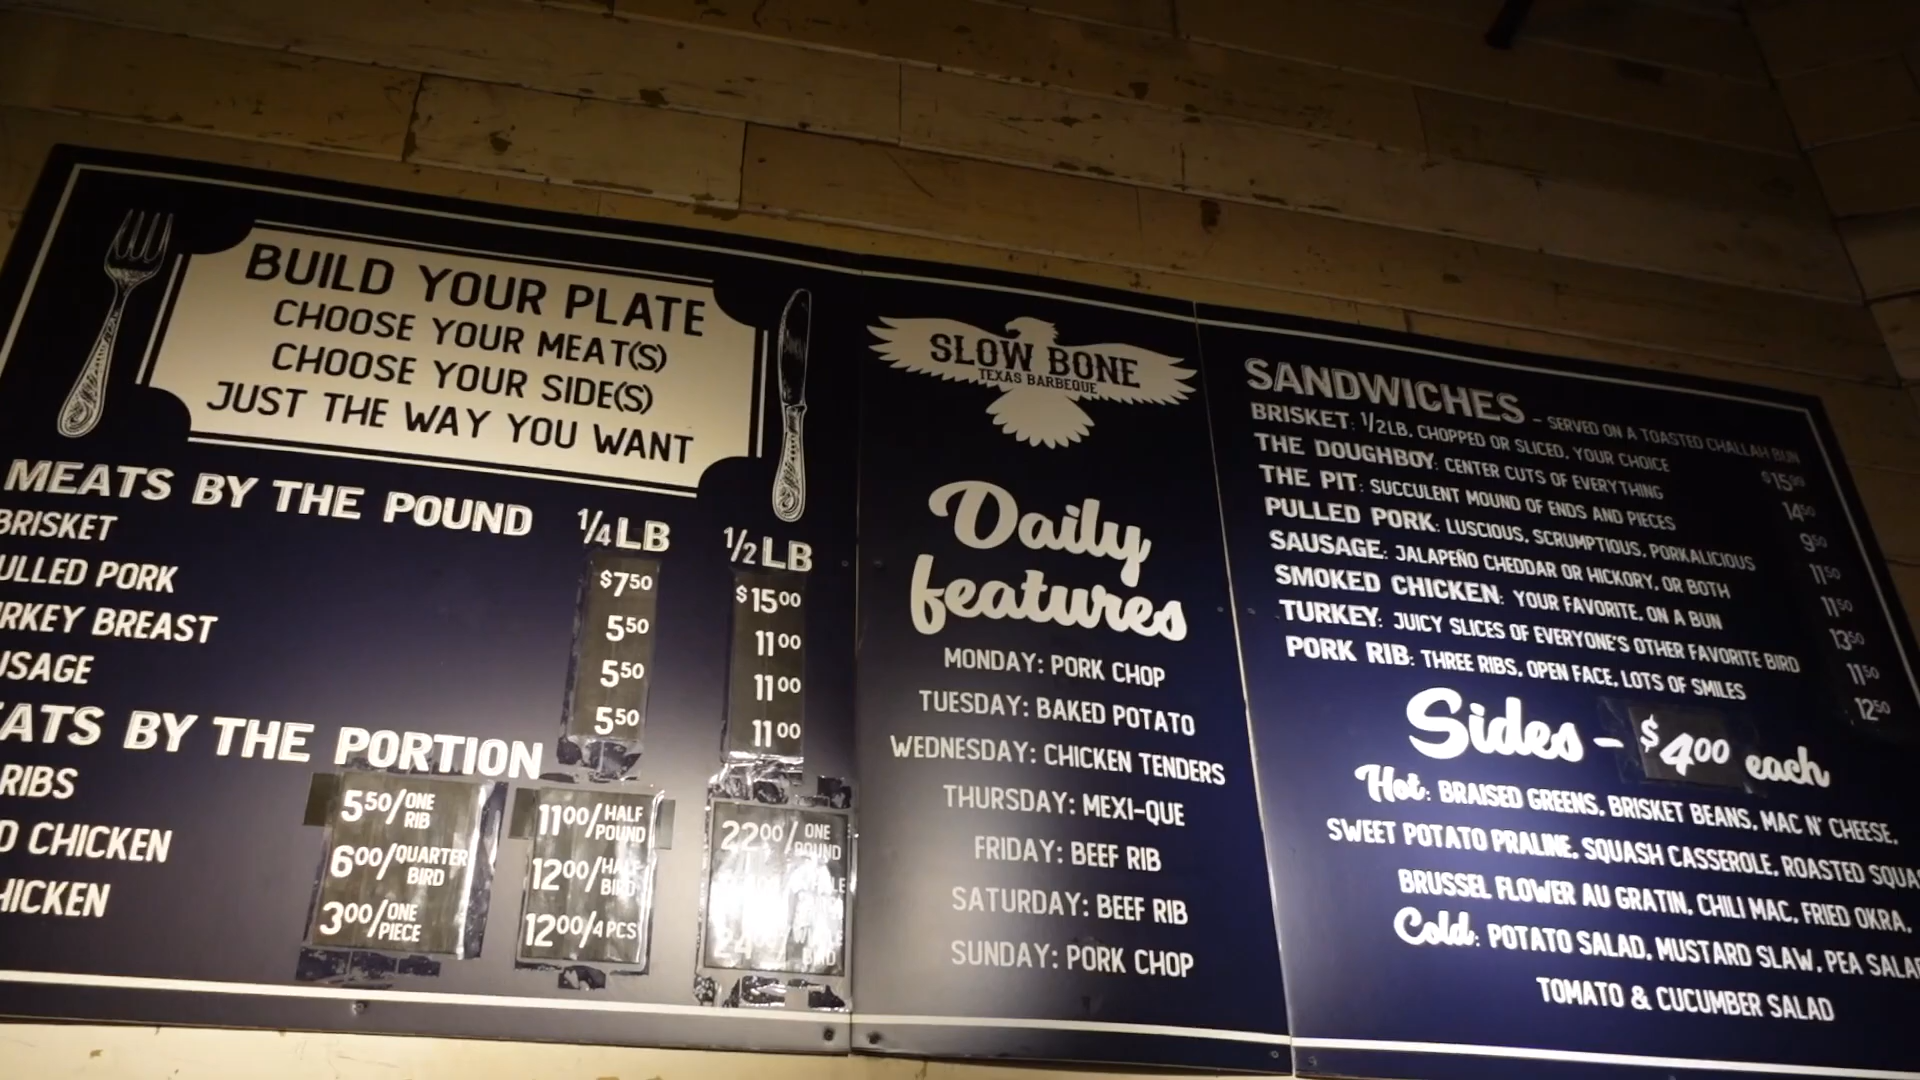 BUILD YOUR PLATE
CHOOSE YOUR MEAT(S)
CHOOSE YOUR SIDE(S)
JUST THE WAY YOU WANT
MEATS BY THE POUND 1/4 LB 1/2 LB
BRISKET $7.50 $15.00
ULLED PORK 5.50 11.00
RKEY BREAST 5.50 11.00
USAGE 5.50 11.00
EATS BY THE PORTION
RIBS 5.50/ONE RIB 11.00/HALF POUND 22.00/ONE POUND
D CHICKEN 6.00/QUARTER BIRD 12.00/HALF BIRD
HICKEN 3.00/ONE PIECE 12.00/4 PCS
SLOW BONE
TEXAS BARBEQUE
Daily
features
MONDAY: PORK CHOP
TUESDAY: BAKED POTATO
WEDNESDAY: CHICKEN TENDERS
THURSDAY: MEXI-QUE
FRIDAY: BEEF RIB
SATURDAY: BEEF RIB
SUNDAY: PORK CHOP
SANDWICHES - SERVED ON A TOASTED CHALLAH BUN
BRISKET: 1/2LB, CHOPPED OR SLICED, YOUR CHOICE
THE DOUGHBOY: CENTER CUTS OF EVERYTHING 14.50
THE PIT: SUCCULENT MOUND OF ENDS AND PIECES 9.50
PULLED PORK: LUSCIOUS, SCRUMPTIOUS, PORKALICIOUS 11.50
SAUSAGE: JALAPEÑO CHEDDAR OR HICKORY, OR BOTH 11.50
SMOKED CHICKEN: YOUR FAVORITE, ON A BUN 13.50
TURKEY: JUICY SLICES OF EVERYONE'S OTHER FAVORITE BIRD 11.50
PORK RIB: THREE RIBS, OPEN FACE, LOTS OF SMILES 12.50
Sides - $4.00 each
Hot: BRAISED GREENS, BRISKET BEANS, MAC N' CHEESE,
SWEET POTATO PRALINE, SQUASH CASSEROLE, ROASTED SQUAS
BRUSSEL FLOWER AU GRATIN, CHILI MAC, FRIED OKRA,
Cold: POTATO SALAD, MUSTARD SLAW, PEA SALA
TOMATO & CUCUMBER SALAD